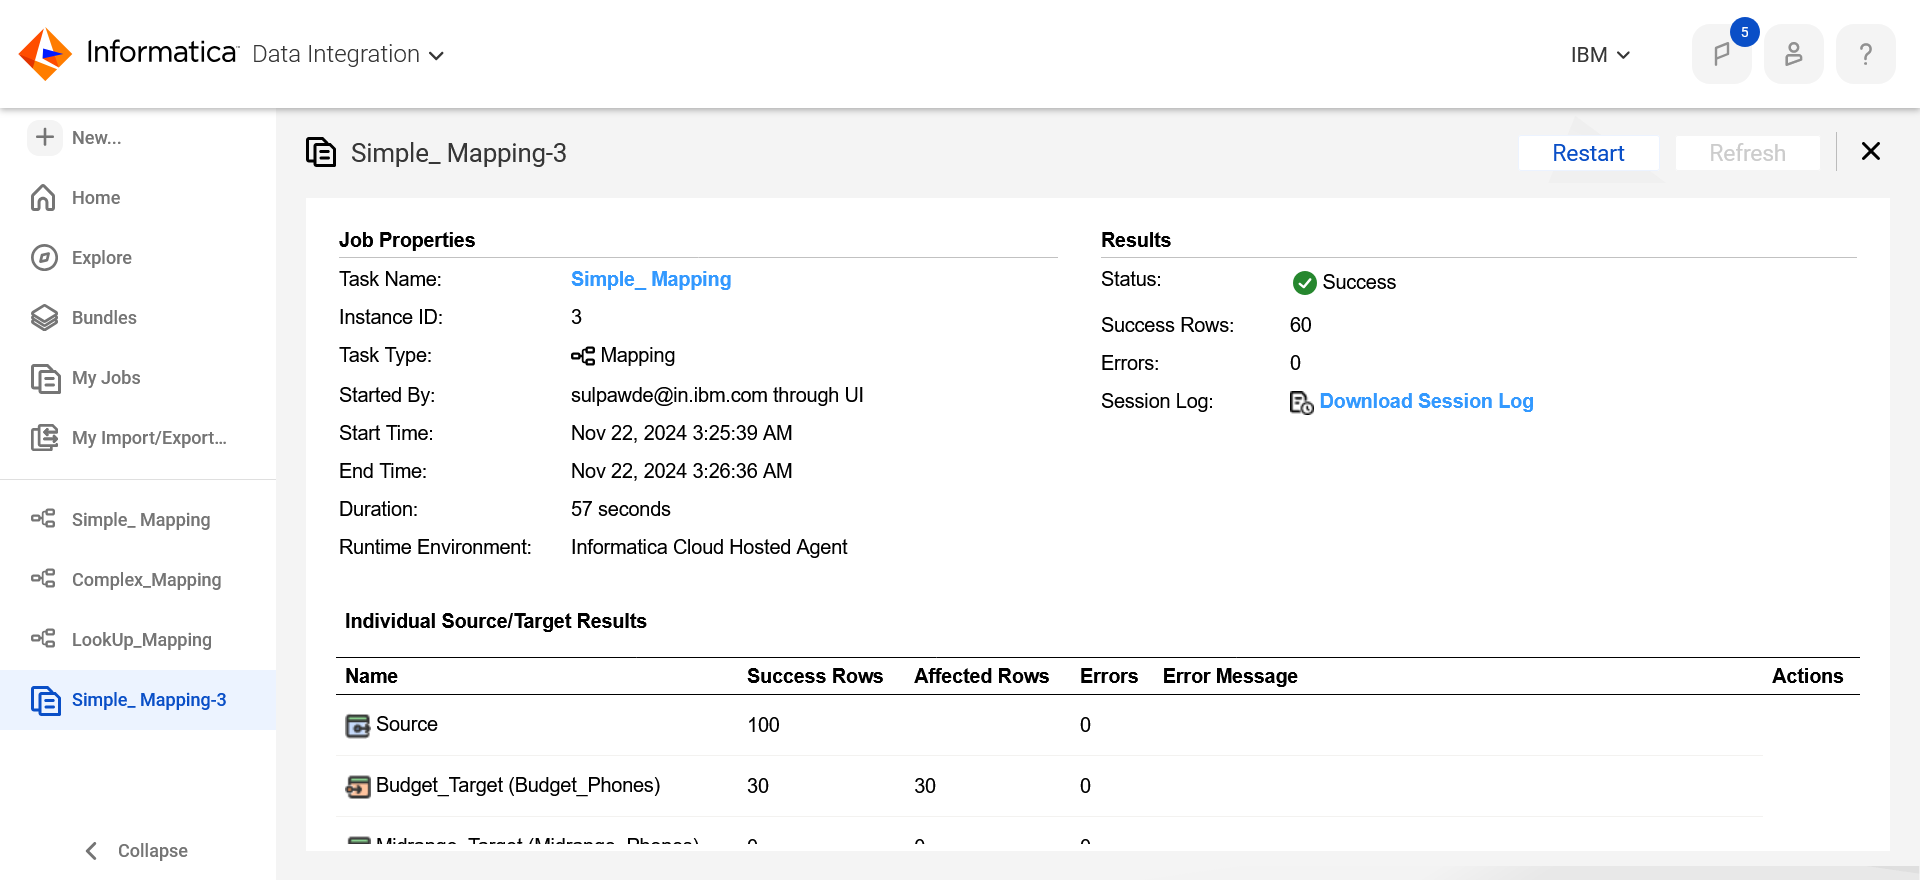 Informatica Data Integration
IBM
5
?
New...
Home
Explore
Bundles
My Jobs
My Import/Export...
Simple_ Mapping
Complex_Mapping
LookUp_Mapping
Simple_ Mapping-3
Collapse
Simple_ Mapping-3
Restart
Refresh
Job Properties
Task Name: Simple_ Mapping
Instance ID: 3
Task Type: Mapping
Started By: sulpawde@in.ibm.com through UI
Start Time: Nov 22, 2024 3:25:39 AM
End Time: Nov 22, 2024 3:26:36 AM
Duration: 57 seconds
Runtime Environment: Informatica Cloud Hosted Agent
Results
Status: Success
Success Rows: 60
Errors: 0
Session Log: Download Session Log
Individual Source/Target Results
Name Success Rows Affected Rows Errors Error Message Actions
Source 100 0
Budget_Target (Budget_Phones) 30 30 0
Midrange_Target (Midrange_Phones)